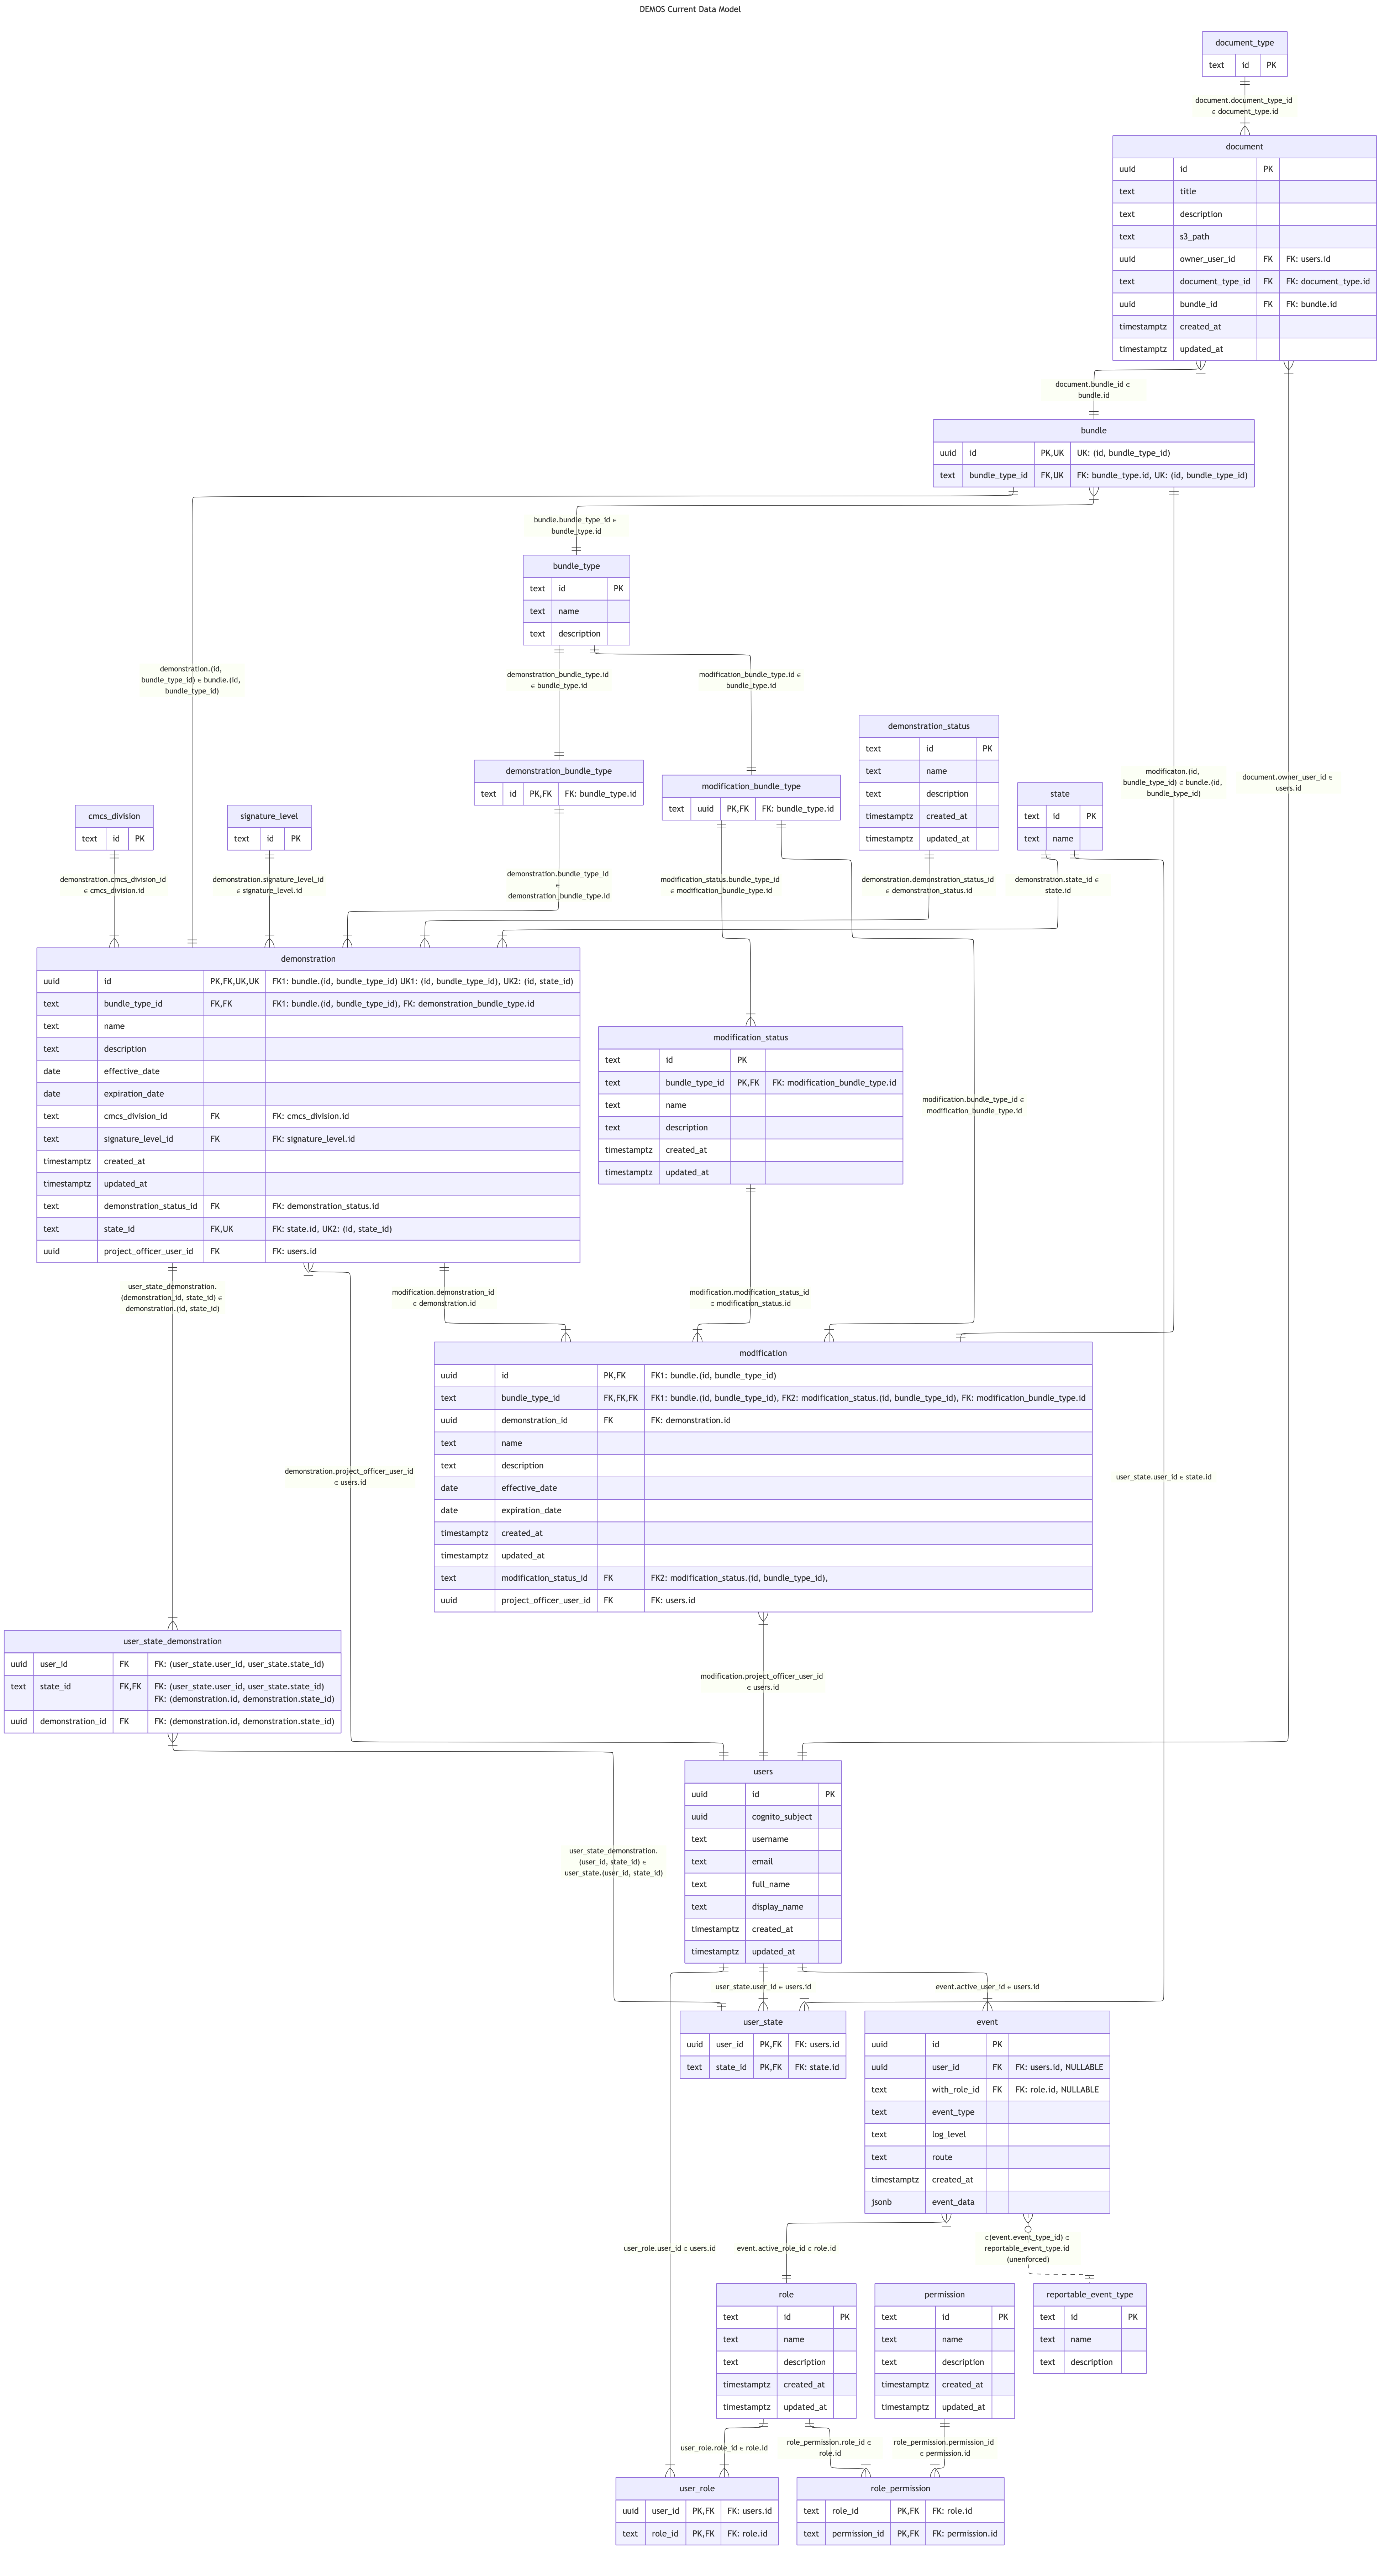 DEMOS Current Data Model
document_type
text id PK
document.document_type_id
∈ document_type.id
document
uuid id PK
text title
text description
text s3_path
uuid owner_user_id FK FK: users.id
text document_type_id FK FK: document_type.id
uuid bundle_id FK FK: bundle.id
timestamptz created_at
timestamptz updated_at
document.bundle_id ∈
bundle.id
bundle
uuid id PK,UK UK: (id, bundle_type_id)
text bundle_type_id FK,UK FK: bundle_type.id, UK: (id, bundle_type_id)
bundle.bundle_type_id ∈
bundle_type.id
bundle_type
text id PK
text name
text description
demonstration.(id,
bundle_type_id) ∈ bundle.(id,
bundle_type_id)
demonstration_bundle_type.id
∈ bundle_type.id
modification_bundle_type.id ∈
bundle_type.id
demonstration_status
text id PK
text name
text description
timestamptz created_at
timestamptz updated_at
modificaton.(id,
bundle_type_id) ∈ bundle.(id,
bundle_type_id)
document.owner_user_id ∈
users.id
demonstration_bundle_type
text id PK,FK FK: bundle_type.id
modification_bundle_type
text uuid PK,FK FK: bundle_type.id
state
text id PK
text name
cmcs_division
text id PK
signature_level
text id PK
demonstration.cmcs_division_id
∈ cmcs_division.id
demonstration.signature_level_id
∈ signature_level.id
demonstration.bundle_type_id
∈
demonstration_bundle_type.id
modification_status.bundle_type_id
∈ modification_bundle_type.id
demonstration.demonstration_status_id
∈ demonstration_status.id
demonstration.state_id ∈
state.id
demonstration
uuid id PK,FK,UK,UK FK1: bundle.(id, bundle_type_id) UK1: (id, bundle_type_id), UK2: (id, state_id)
text bundle_type_id FK,FK FK1: bundle.(id, bundle_type_id), FK: demonstration_bundle_type.id
text name
text description
date effective_date
date expiration_date
text cmcs_division_id FK FK: cmcs_division.id
text signature_level_id FK FK: signature_level.id
timestamptz created_at
timestamptz updated_at
text demonstration_status_id FK FK: demonstration_status.id
text state_id FK,UK FK: state.id, UK2: (id, state_id)
uuid project_officer_user_id FK FK: users.id
modification_status
text id PK
text bundle_type_id PK,FK FK: modification_bundle_type.id
text name
text description
timestamptz created_at
timestamptz updated_at
modification.bundle_type_id ∈
modification_bundle_type.id
user_state_demonstration.
(demonstration_id, state_id) ∈
demonstration.(id, state_id)
modification.demonstration_id
∈ demonstration.id
modification.modification_status_id
∈ modification_status.id
modification
uuid id PK,FK FK1: bundle.(id, bundle_type_id)
text bundle_type_id FK,FK,FK FK1: bundle.(id, bundle_type_id), FK2: modification_status.(id, bundle_type_id), FK: modification_bundle_type.id
uuid demonstration_id FK FK: demonstration.id
text name
text description
date effective_date
date expiration_date
timestamptz created_at
timestamptz updated_at
text modification_status_id FK FK2: modification_status.(id, bundle_type_id),
uuid project_officer_user_id FK FK: users.id
demonstration.project_officer_user_id
∈ users.id
user_state.user_id ∈ state.id
user_state_demonstration
uuid user_id FK FK: (user_state.user_id, user_state.state_id)
text state_id FK,FK FK: (user_state.user_id, user_state.state_id)
FK: (demonstration.id, demonstration.state_id)
uuid demonstration_id FK FK: (demonstration.id, demonstration.state_id)
modification.project_officer_user_id
∈ users.id
users
uuid id PK
uuid cognito_subject
text username
text email
text full_name
text display_name
timestamptz created_at
timestamptz updated_at
user_state_demonstration.
(user_id, state_id) ∈
user_state.(user_id, state_id)
user_state.user_id ∈ users.id
event.active_user_id ∈ users.id
user_state
uuid user_id PK,FK FK: users.id
text state_id PK,FK FK: state.id
event
uuid id PK
uuid user_id FK FK: users.id, NULLABLE
text with_role_id FK FK: role.id, NULLABLE
text event_type
text log_level
text route
timestamptz created_at
jsonb event_data
user_role.user_id ∈ users.id
event.active_role_id ∈ role.id
⊂(event.event_type_id) ∈
reportable_event_type.id
(unenforced)
role
text id PK
text name
text description
timestamptz created_at
timestamptz updated_at
permission
text id PK
text name
text description
timestamptz created_at
timestamptz updated_at
reportable_event_type
text id PK
text name
text description
user_role.role_id ∈ role.id
role_permission.role_id ∈
role.id
role_permission.permission_id
∈ permission.id
user_role
uuid user_id PK,FK FK: users.id
text role_id PK,FK FK: role.id
role_permission
text role_id PK,FK FK: role.id
text permission_id PK,FK FK: permission.id